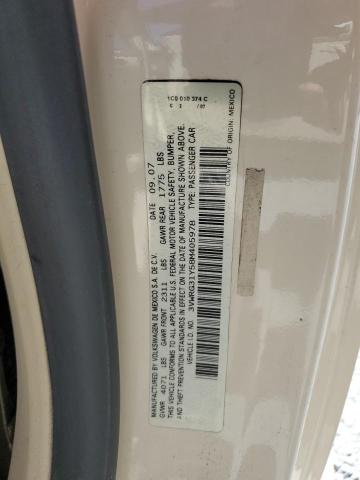 1C0 010 374 C
MANUFACTURED BY VOLKSWAGEN DE MEXICO S.A. DE C.V. DATE 09.07
GVWR 4071 LBS GAWR FRONT 2311 LBS GAWR REAR 1775 LBS
THIS VEHICLE CONFORMS TO ALL APPLICABLE U.S. FEDERAL MOTOR VEHICLE SAFETY, BUMPER,
THEFT PREVENTION STANDARDS IN EFFECT ON THE DATE OF MANUFACTURE SHOWN ABOVE.
VEHICLE I.D. NO. 3VWRG31Y58M405978 TYPE: PASSENGER CAR
COUNTRY OF ORIGIN: MEXICO